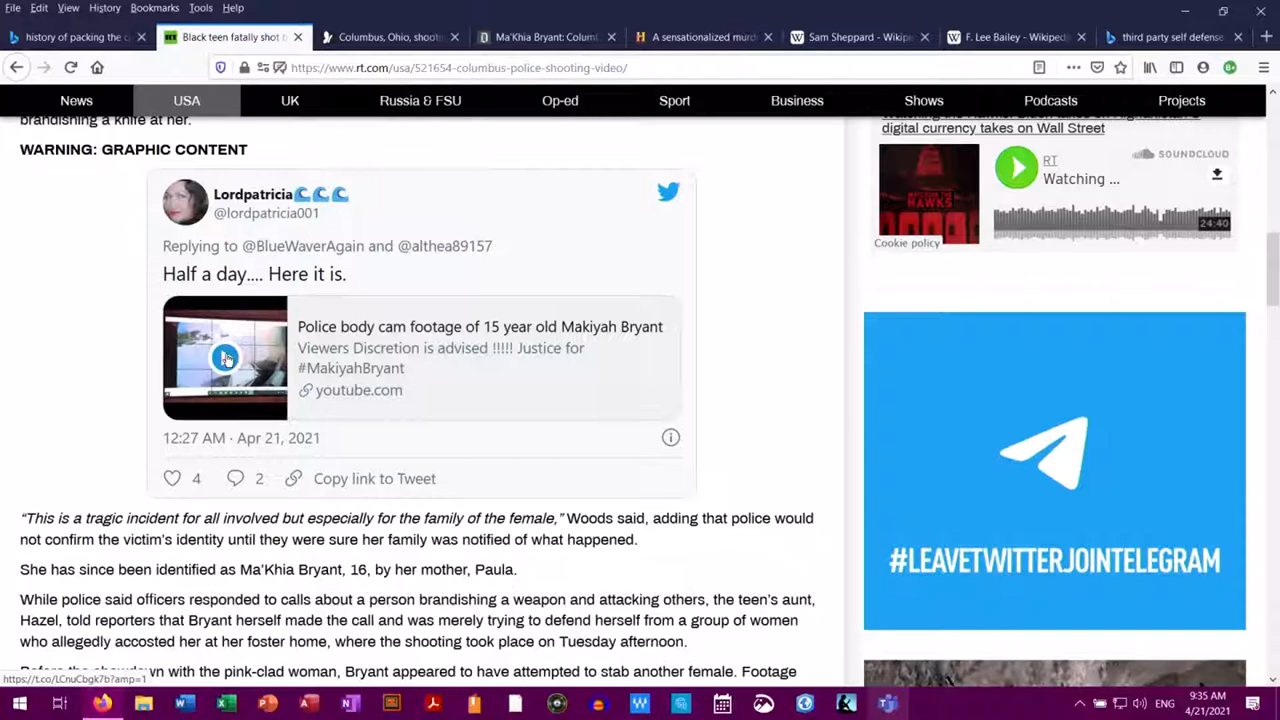 File Edit View History Bookmarks Tools Help
history of packing the c
Black teen fatally shot b
Columbus, Ohio, shooti
Ma'Khia Bryant: Colum
A sensationalized murd
Sam Sheppard - Wikipe
F. Lee Bailey - Wikiped
third party self defense
https://www.rt.com/usa/521654-columbus-police-shooting-video/
News USA UK Russia & FSU Op-ed Sport Business Shows Podcasts Projects
brandishing a knife at her.
WARNING: GRAPHIC CONTENT
Lordpatricia🌊🌊🌊
@lordpatricia001
Replying to @BlueWaverAgain and @althea89157
Half a day.... Here it is.
Police body cam footage of 15 year old Makiyah Bryant
Viewers Discretion is advised !!!!! Justice for
#MakiyahBryant
youtube.com
12:27 AM · Apr 21, 2021
4 2 Copy link to Tweet
“This is a tragic incident for all involved but especially for the family of the female,” Woods said, adding that police would
not confirm the victim’s identity until they were sure her family was notified of what happened.
She has since been identified as Ma’Khia Bryant, 16, by her mother, Paula.
While police said officers responded to calls about a person brandishing a weapon and attacking others, the teen’s aunt,
Hazel, told reporters that Bryant herself made the call and was merely trying to defend herself from a group of women
who allegedly accosted her at her foster home, where the shooting took place on Tuesday afternoon.
wn with the pink-clad woman, Bryant appeared to have attempted to stab another female. Footage
https://t.co/LCnuCbgk7b?amp=1
digital currency takes on Wall Street
WATCHING THE
HAWKS
RT
Watching ...
SOUNDCLOUD
24:40
Cookie policy
#LEAVETWITTERJOINTELEGRAM
ENG
9:35 AM
4/21/2021